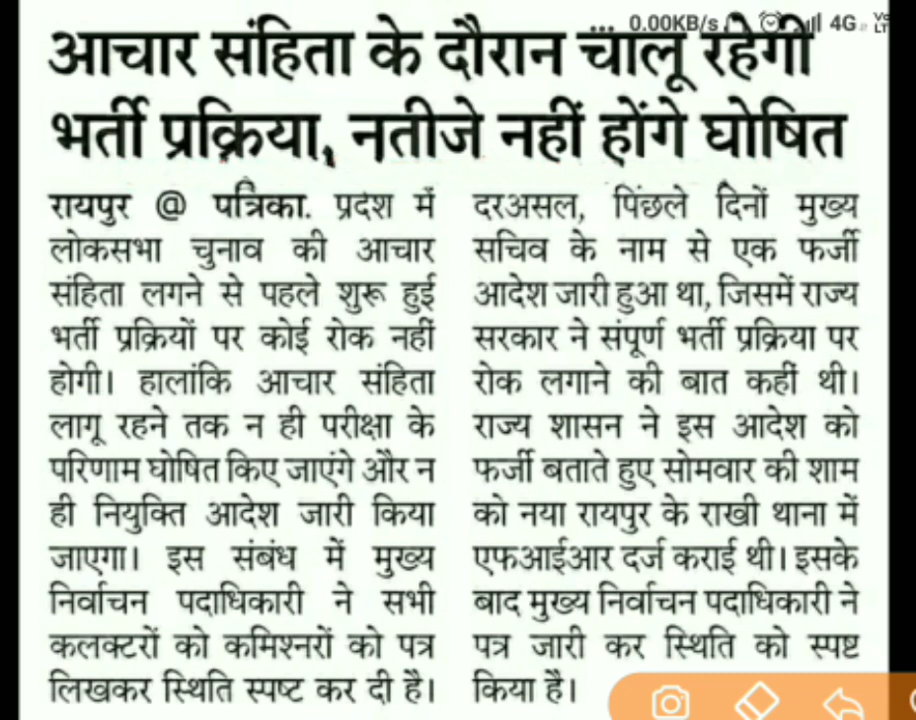 ... 0.00KB/s 4G VoLTE
आचार संहिता के दौरान चालू रहेगी
भर्ती प्रक्रिया, नतीजे नहीं होंगे घोषित
रायपुर @ पत्रिका. प्रदेश में
लोकसभा चुनाव की आचार
संहिता लगने से पहले शुरू हुई
भर्ती प्रक्रियों पर कोई रोक नहीं
होगी। हालांकि आचार संहिता
लागू रहने तक न ही परीक्षा के
परिणाम घोषित किए जाएंगे और न
ही नियुक्ति आदेश जारी किया
जाएगा। इस संबंध में मुख्य
निर्वाचन पदाधिकारी ने सभी
कलक्टरों को कमिश्नरों को पत्र
लिखकर स्थिति स्पष्ट कर दी है।
दरअसल, पिंछले दिनों मुख्य
सचिव के नाम से एक फर्जी
आदेश जारी हुआ था, जिसमें राज्य
सरकार ने संपूर्ण भर्ती प्रक्रिया पर
रोक लगाने की बात कहीं थी।
राज्य शासन ने इस आदेश को
फर्जी बताते हुए सोमवार की शाम
को नया रायपुर के राखी थाना में
एफआईआर दर्ज कराई थी। इसके
बाद मुख्य निर्वाचन पदाधिकारी ने
पत्र जारी कर स्थिति को स्पष्ट
किया है।